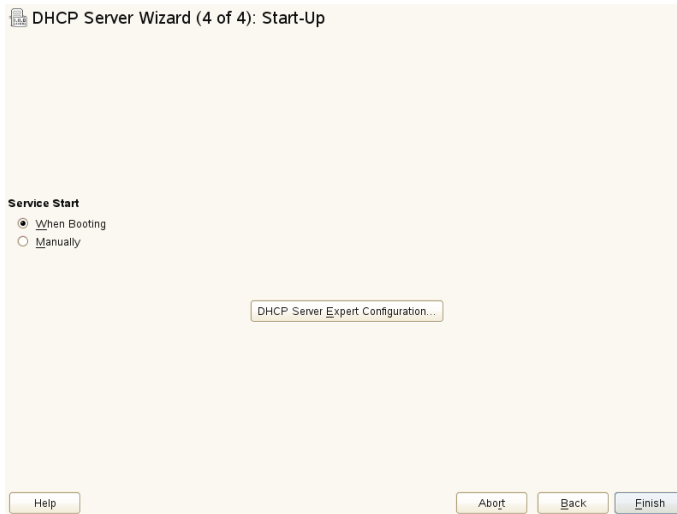 DHCP Server Wizard (4 of 4): Start-Up
Service Start
When Booting
Manually
DHCP Server Expert Configuration...
Help
Abort
Back
Finish